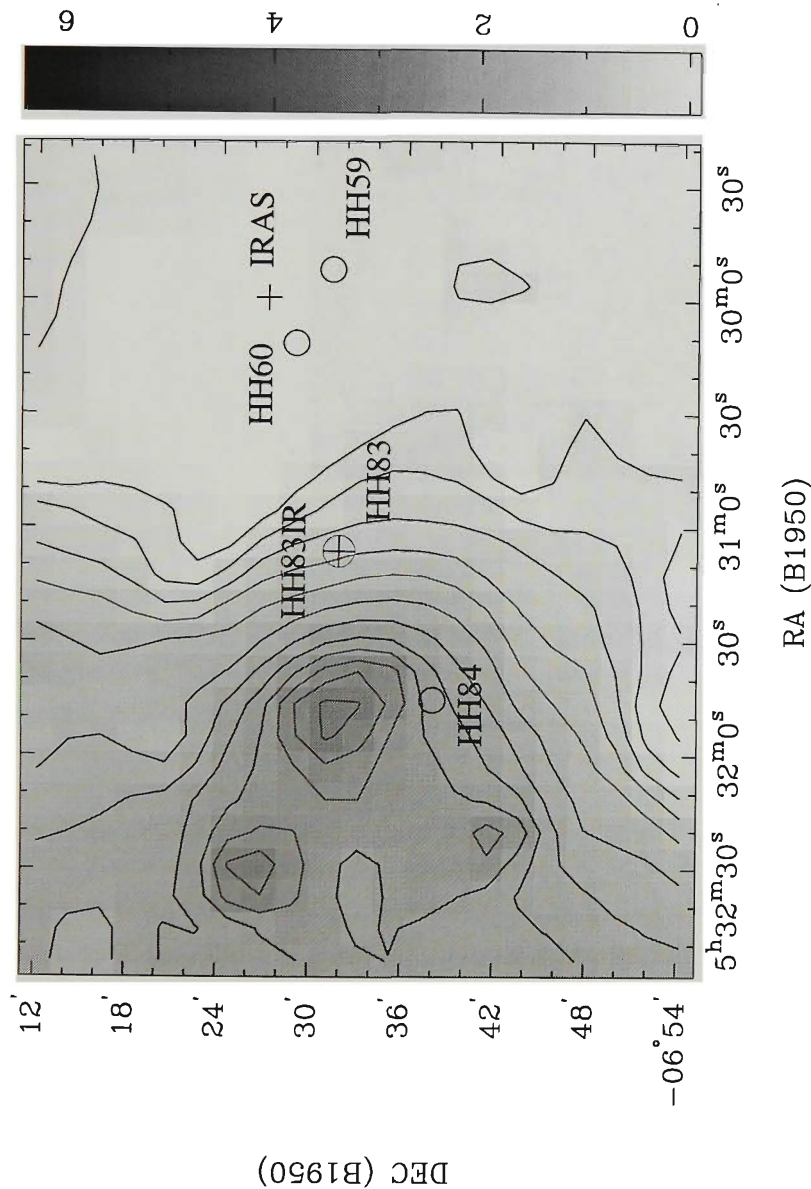 0 2 4 6
IRAS
HH60
HH59
HH83IR
HH83
HH84
12'
18'
24'
30'
36'
42'
48'
-06°54'
5ʰ32ᵐ30ˢ 32ᵐ0ˢ 30ˢ 31ᵐ0ˢ 30ˢ 30ᵐ0ˢ 30ˢ
RA (B1950)
DEC (B1950)